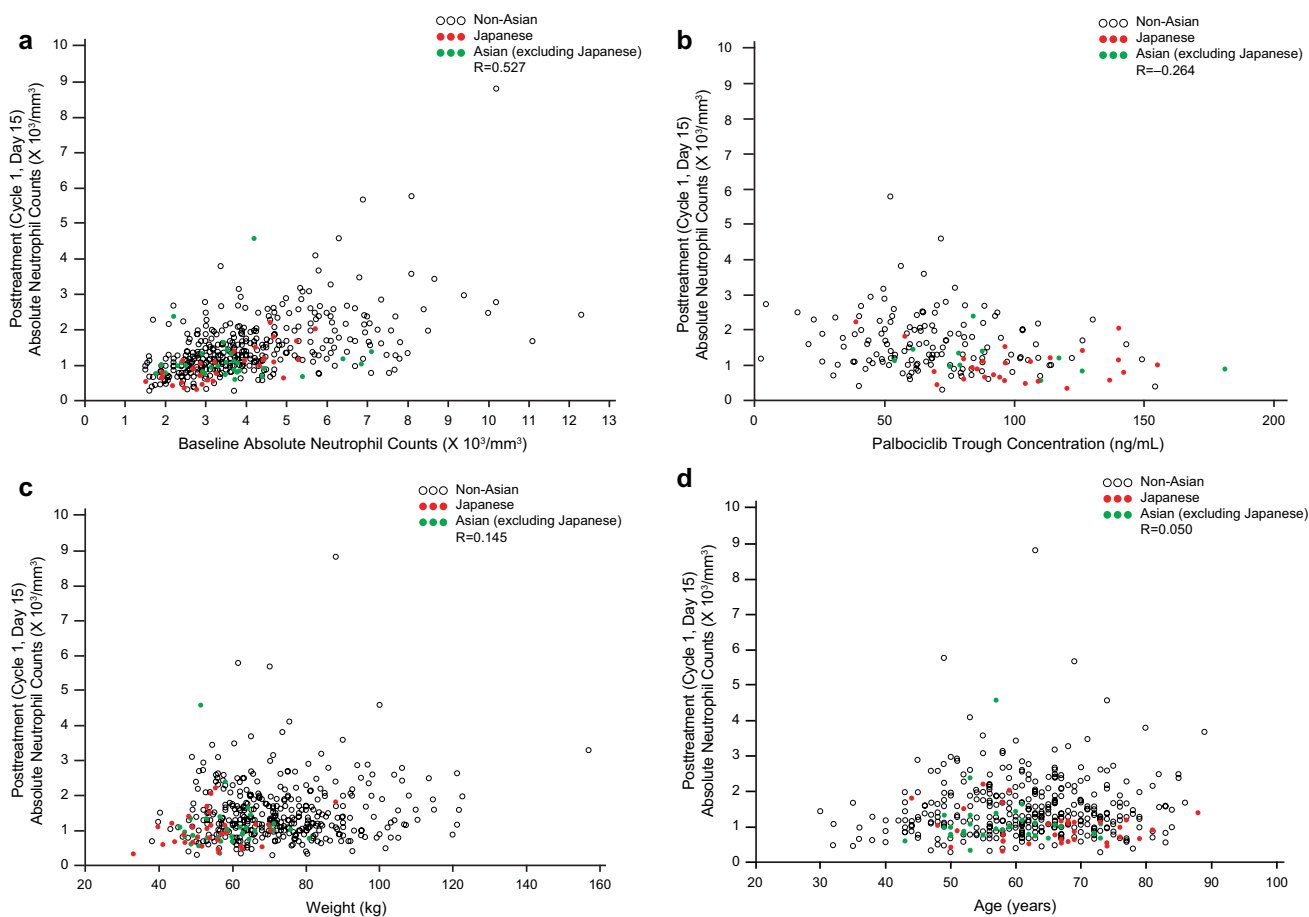 a
○○○ Non-Asian
●●● Japanese
●●● Asian (excluding Japanese)
R=0.527
Posttreatment (Cycle 1, Day 15)
Absolute Neutrophil Counts (X 10³/mm³)
10
9
8
7
6
5
4
3
2
1
0
0 1 2 3 4 5 6 7 8 9 10 11 12 13
Baseline Absolute Neutrophil Counts (X 10³/mm³)
b
○○○ Non-Asian
●●● Japanese
●●● Asian (excluding Japanese)
R=–0.264
Posttreatment (Cycle 1, Day 15)
Absolute Neutrophil Counts (X 10³/mm³)
10
9
8
7
6
5
4
3
2
1
0
0 50 100 150 200
Palbociclib Trough Concentration (ng/mL)
c
○○○ Non-Asian
●●● Japanese
●●● Asian (excluding Japanese)
R=0.145
Posttreatment (Cycle 1, Day 15)
Absolute Neutrophil Counts (X 10³/mm³)
10
9
8
7
6
5
4
3
2
1
0
20 40 60 80 100 120 140 160
Weight (kg)
d
○○○ Non-Asian
●●● Japanese
●●● Asian (excluding Japanese)
R=0.050
Posttreatment (Cycle 1, Day 15)
Absolute Neutrophil Counts (X 10³/mm³)
10
9
8
7
6
5
4
3
2
1
0
20 30 40 50 60 70 80 90 100
Age (years)